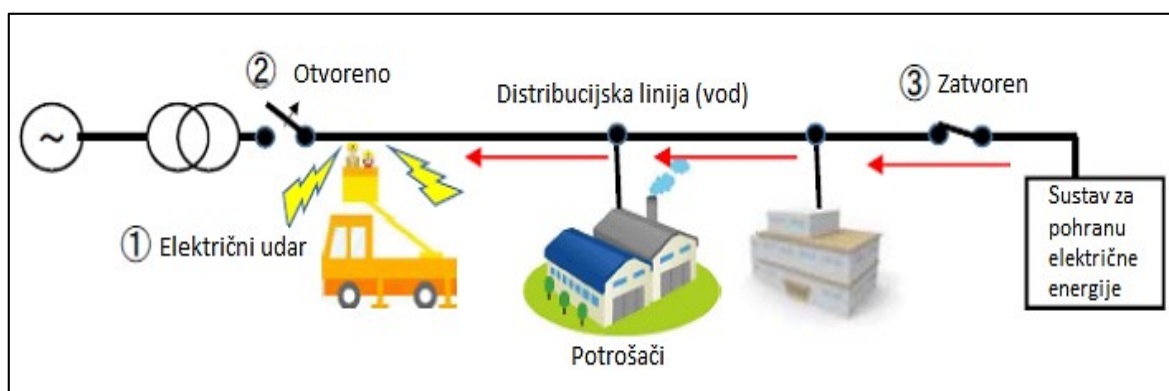 ② Otvoreno
Distribucijska linija (vod)
③ Zatvoren
~
① Električni udar
Sustav za
pohranu
električne
energije
Potrošači